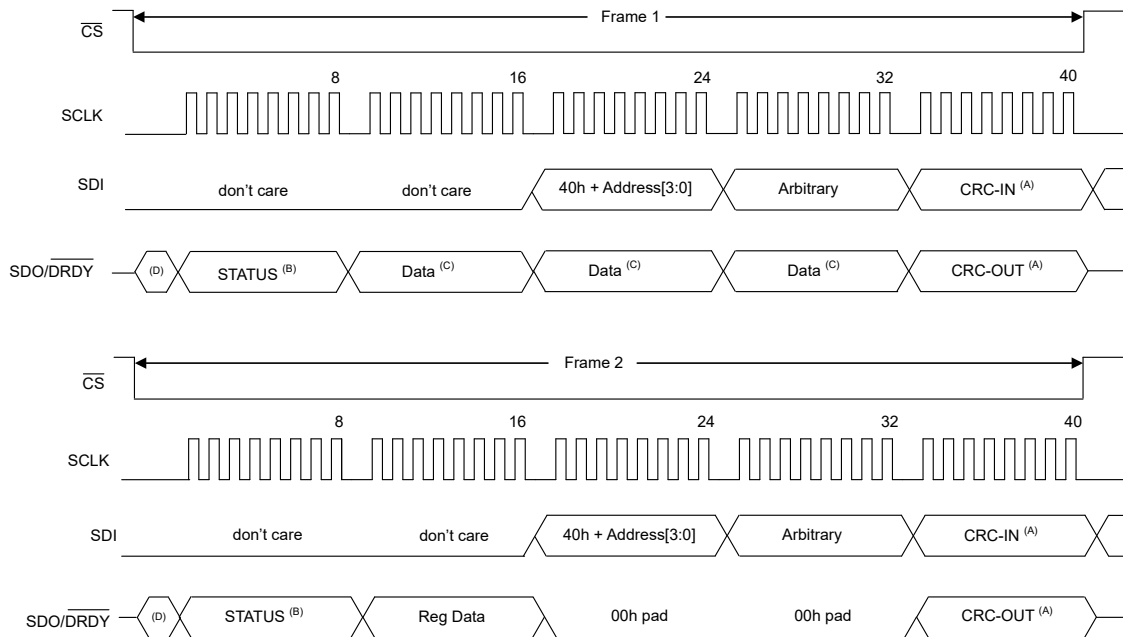 Frame 1
CS
8 16 24 32 40
SCLK
SDI don't care don't care 40h + Address[3:0] Arbitrary CRC-IN (A)
SDO/DRDY (D) STATUS (B) Data (C) Data (C) Data (C) CRC-OUT (A)
Frame 2
CS
8 16 24 32 40
SCLK
SDI don't care don't care 40h + Address[3:0] Arbitrary CRC-IN (A)
SDO/DRDY (D) STATUS (B) Reg Data 00h pad 00h pad CRC-OUT (A)